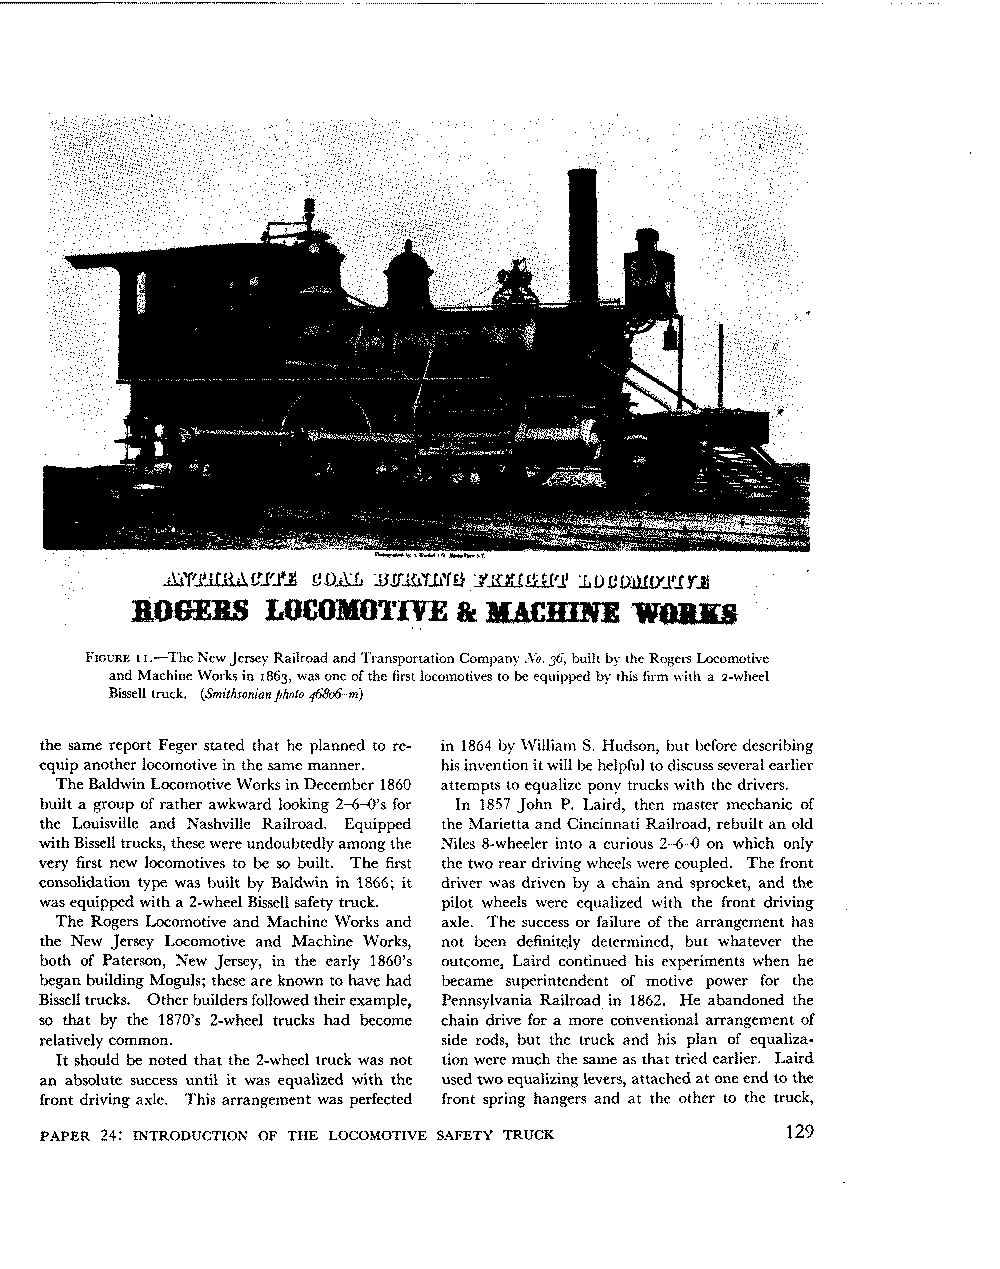 ANTHRACITE COAL BURNING FREIGHT LOCOMOTIVE
ROGERS LOCOMOTIVE & MACHINE WORKS
FIGURE 11.—The New Jersey Railroad and Transportation Company No. 36, built by the Rogers Locomotive
and Machine Works in 1863, was one of the first locomotives to be equipped by this firm with a 2-wheel
Bissell truck. (Smithsonian photo 46806-m)
the same report Feger stated that he planned to re-
equip another locomotive in the same manner.
The Baldwin Locomotive Works in December 1860
built a group of rather awkward looking 2–6–0's for
the Louisville and Nashville Railroad. Equipped
with Bissell trucks, these were undoubtedly among the
very first new locomotives to be so built. The first
consolidation type was built by Baldwin in 1866; it
was equipped with a 2-wheel Bissell safety truck.
The Rogers Locomotive and Machine Works and
the New Jersey Locomotive and Machine Works,
both of Paterson, New Jersey, in the early 1860's
began building Moguls; these are known to have had
Bissell trucks. Other builders followed their example,
so that by the 1870's 2-wheel trucks had become
relatively common.
It should be noted that the 2-wheel truck was not
an absolute success until it was equalized with the
front driving axle. This arrangement was perfected
in 1864 by William S. Hudson, but before describing
his invention it will be helpful to discuss several earlier
attempts to equalize pony trucks with the drivers.
In 1857 John P. Laird, then master mechanic of
the Marietta and Cincinnati Railroad, rebuilt an old
Niles 8-wheeler into a curious 2–6–0 on which only
the two rear driving wheels were coupled. The front
driver was driven by a chain and sprocket, and the
pilot wheels were equalized with the front driving
axle. The success or failure of the arrangement has
not been definitely determined, but whatever the
outcome, Laird continued his experiments when he
became superintendent of motive power for the
Pennsylvania Railroad in 1862. He abandoned the
chain drive for a more conventional arrangement of
side rods, but the truck and his plan of equaliza-
tion were much the same as that tried earlier. Laird
used two equalizing levers, attached at one end to the
front spring hangers and at the other to the truck,
PAPER 24: INTRODUCTION OF THE LOCOMOTIVE SAFETY TRUCK
129